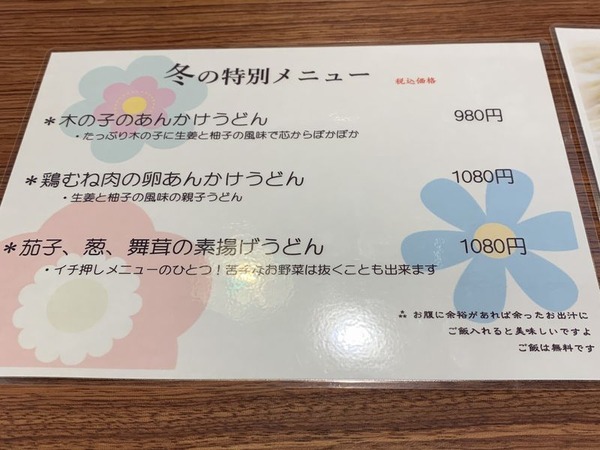 冬の特別メニュー 税込価格
＊木の子のあんかけうどん 980円
・たっぷり木の子に生姜と柚子の風味で芯からぽかぽか
＊鶏むね肉の卵あんかけうどん 1080円
・生姜と柚子の風味の親子うどん
＊茄子、葱、舞茸の素揚げうどん 1080円
・イチ押しメニューのひとつ！苦手なお野菜は抜くことも出来ます
お腹に余裕があれば余ったお出汁に
ご飯入れると美味しいですよ
ご飯は無料です